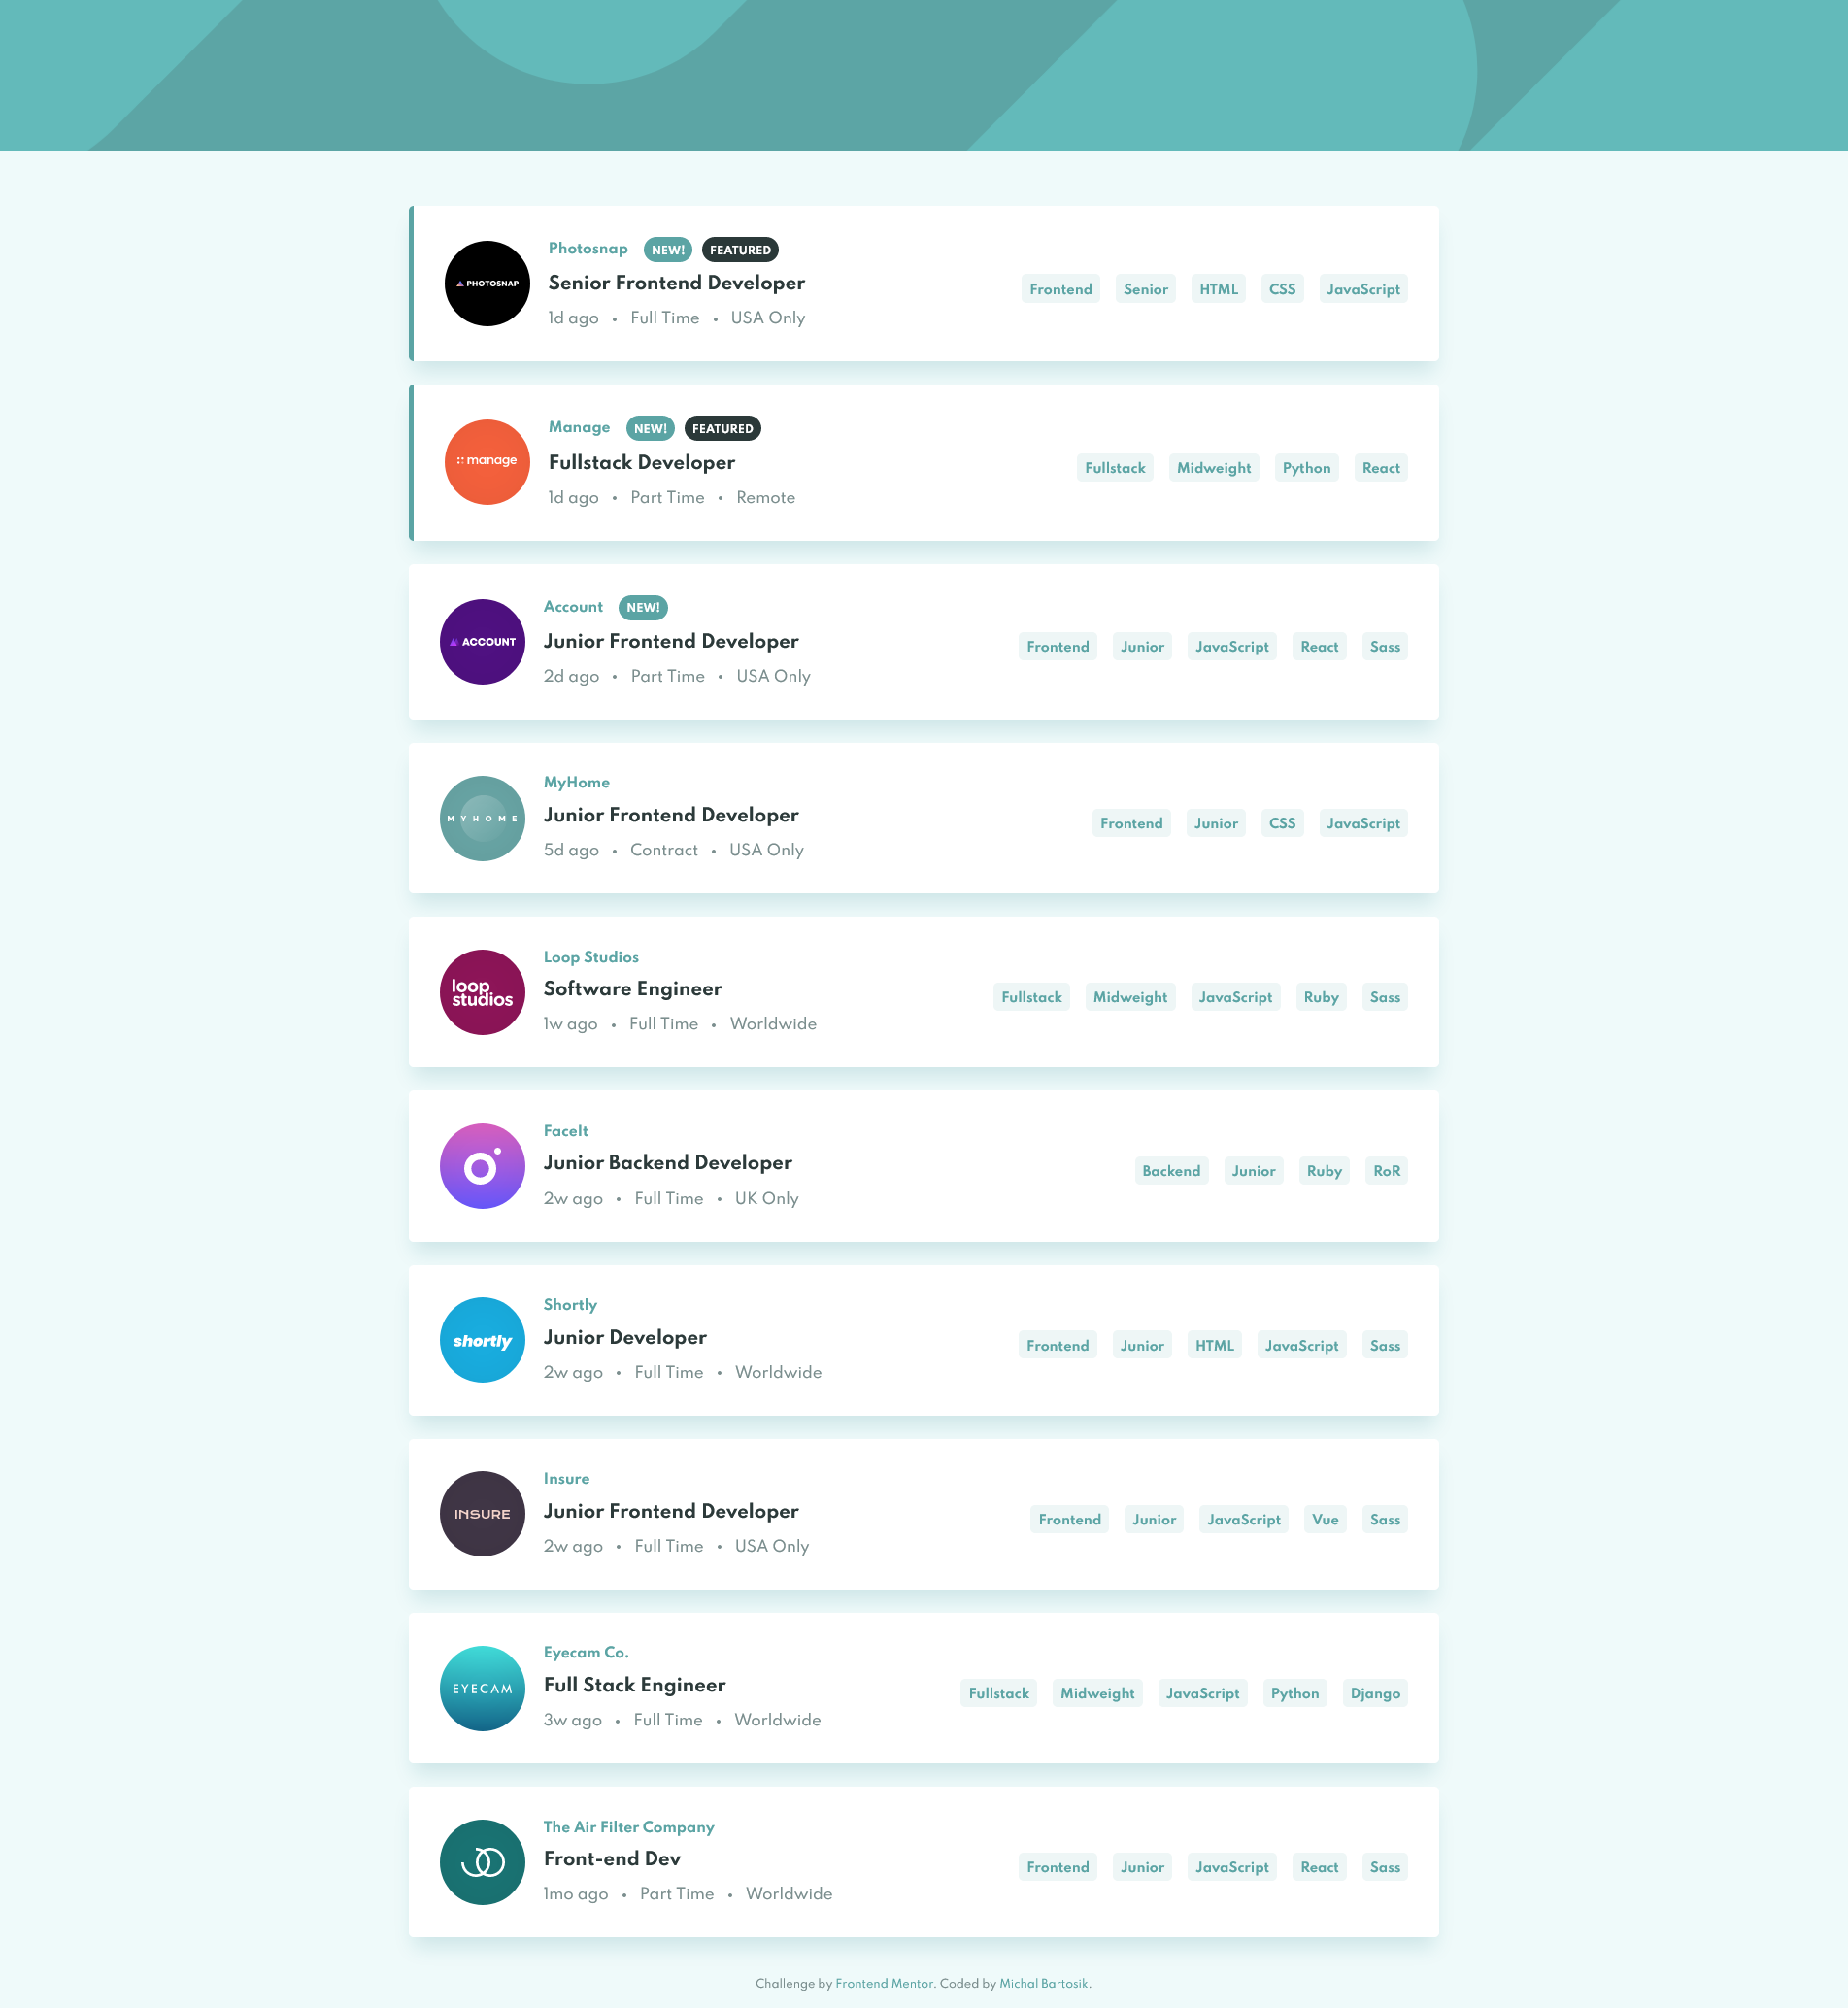 PHOTOSNAP
Photosnap NEW! FEATURED
Senior Frontend Developer
1d ago • Full Time • USA Only
Frontend Senior HTML CSS JavaScript
manage
Manage NEW! FEATURED
Fullstack Developer
1d ago • Part Time • Remote
Fullstack Midweight Python React
ACCOUNT
Account NEW!
Junior Frontend Developer
2d ago • Part Time • USA Only
Frontend Junior JavaScript React Sass
MYHOME
MyHome
Junior Frontend Developer
5d ago • Contract • USA Only
Frontend Junior CSS JavaScript
loop
studios
Loop Studios
Software Engineer
1w ago • Full Time • Worldwide
Fullstack Midweight JavaScript Ruby Sass
FaceIt
Junior Backend Developer
2w ago • Full Time • UK Only
Backend Junior Ruby RoR
shortly
Shortly
Junior Developer
2w ago • Full Time • Worldwide
Frontend Junior HTML JavaScript Sass
INSURE
Insure
Junior Frontend Developer
2w ago • Full Time • USA Only
Frontend Junior JavaScript Vue Sass
EYECAM
Eyecam Co.
Full Stack Engineer
3w ago • Full Time • Worldwide
Fullstack Midweight JavaScript Python Django
The Air Filter Company
Front-end Dev
1mo ago • Part Time • Worldwide
Frontend Junior JavaScript React Sass
Challenge by Frontend Mentor. Coded by Michal Bartosik.